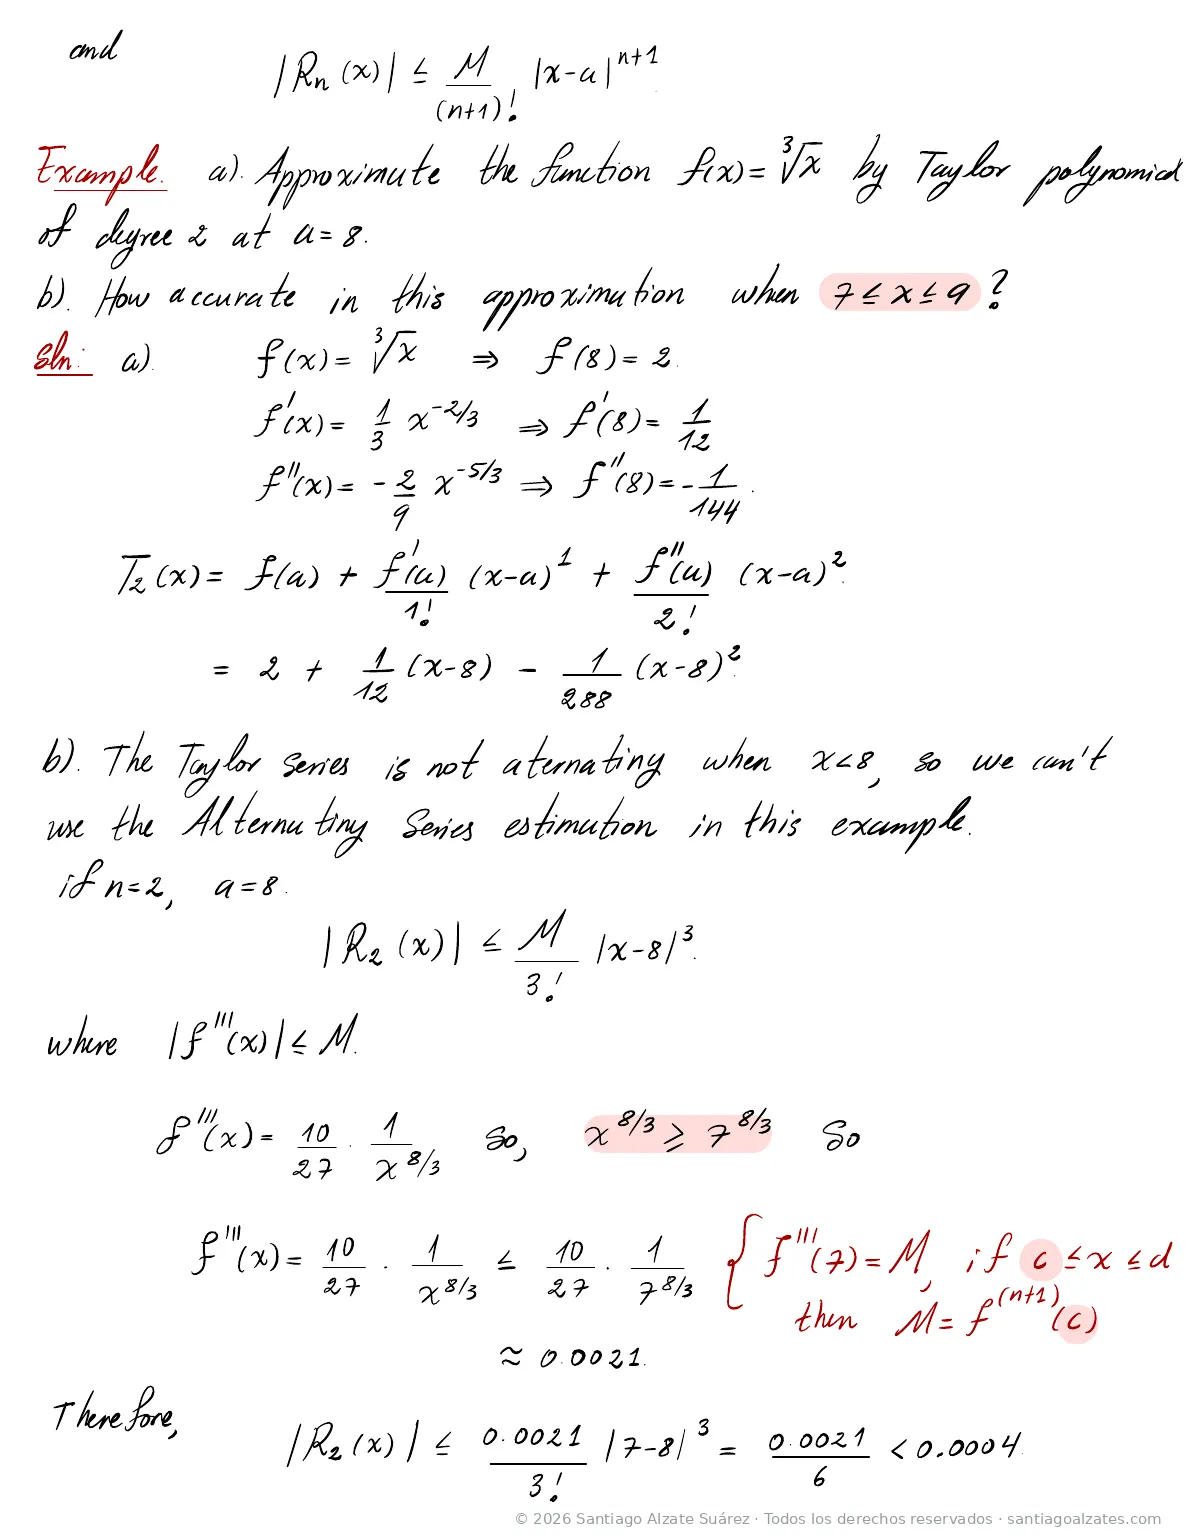 and
|Rn(x)| ≤ M/(n+1)! |x-a|^(n+1)
Example. a). Approximate the function f(x) = ∛x by Taylor polynomial
of degree 2 at a = 8.
b). How accurate in this approximation when 7 ≤ x ≤ 9?
Sln: a). f(x) = ∛x ⇒ f(8) = 2.
f'(x) = 1/3 x^(-2/3) ⇒ f'(8) = 1/12
f''(x) = - 2/9 x^(-5/3) ⇒ f''(8) = - 1/144.
T₂(x) = f(a) + f'(a)/1! (x-a)^1 + f''(a)/2! (x-a)^2.
= 2 + 1/12 (x-8) - 1/288 (x-8)^2.
b). The Taylor series is not aternating when x<8, so we can't
use the Alternating Series estimation in this example.
if n=2, a=8.
|R₂(x)| ≤ M/3! |x-8|^3.
where |f'''(x)| ≤ M.
f'''(x) = 10/27 · 1/x^(8/3) So, x^(8/3) ≥ 7^(8/3) So
f'''(x) = 10/27 · 1/x^(8/3) ≤ 10/27 · 1/7^(8/3) { f'''(7) = M, if c ≤ x ≤ d
then M = f^(n+1)(c)
≈ 0.0021.
Therefore,
|R₂(x)| ≤ 0.0021/3! |7-8|^3 = 0.0021/6 < 0.0004.
© 2026 Santiago Alzate Suárez · Todos los derechos reservados · santiagoalzates.com